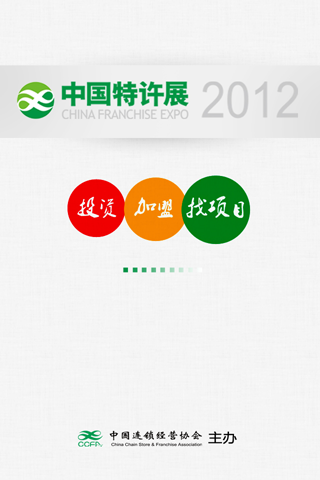 中国特许展 2012
CHINA FRANCHISE EXPO
投资 加盟 找项目
CCFA
中国连锁经营协会 主办
China Chain Store & Franchise Association